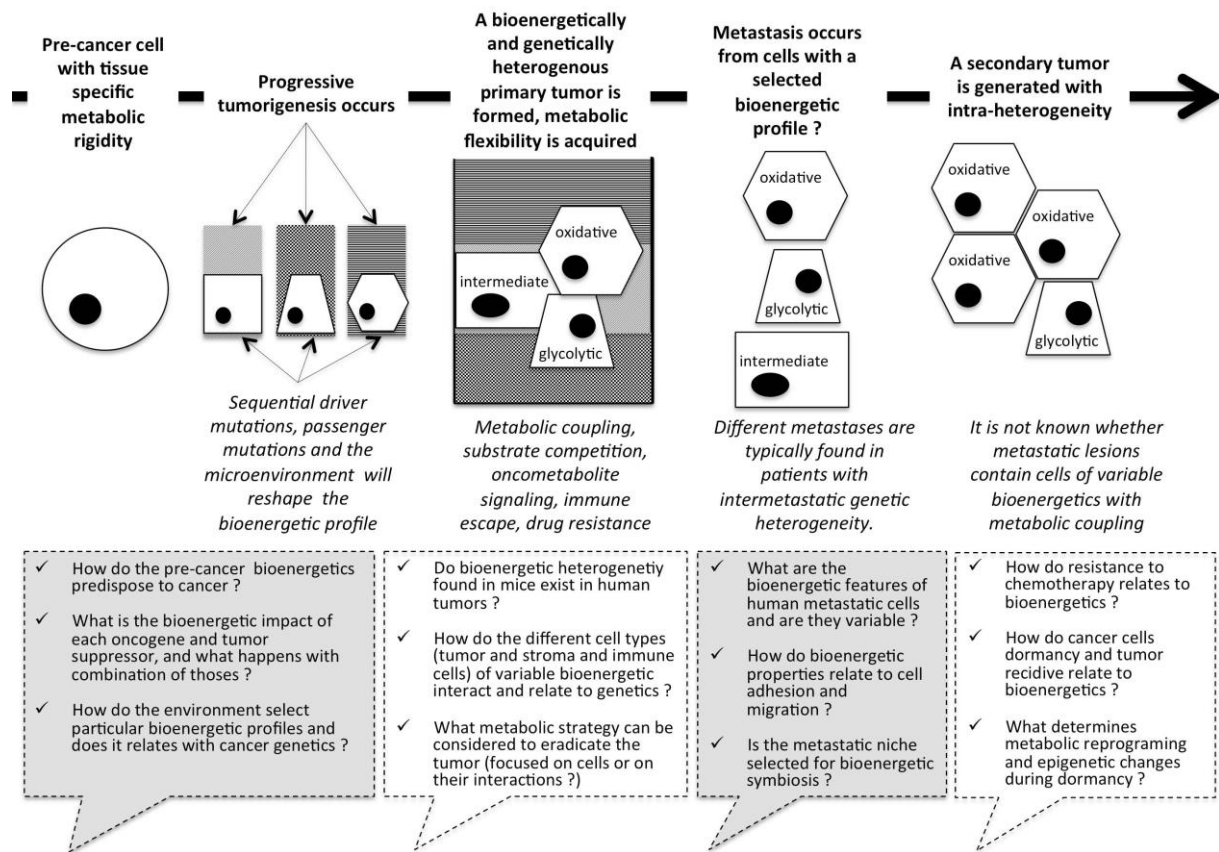 Pre-cancer cell
with tissue
specific
metabolic
rigidity
Progressive
tumorigenesis occurs
Sequential driver
mutations, passenger
mutations and the
microenvironment will
reshape the
bioenergetic profile
A bioenergetically
and genetically
heterogenous
primary tumor is
formed, metabolic
flexibility is acquired
oxidative
intermediate
glycolytic
Metabolic coupling,
substrate competition,
oncometabolite
signaling, immune
escape, drug resistance
Metastasis occurs
from cells with a
selected
bioenergetic
profile ?
oxidative
glycolytic
intermediate
Different metastases are
typically found in
patients with
intermetastatic genetic
heterogeneity.
A secondary tumor
is generated with
intra-heterogeneity
oxidative
oxidative
oxidative
glycolytic
It is not known whether
metastatic lesions
contain cells of variable
bioenergetics with
metabolic coupling
✓ How do the pre-cancer bioenergetics
predispose to cancer ?
✓ What is the bioenergetic impact of
each oncogene and tumor
suppressor, and what happens with
combination of thoses ?
✓ How do the environment select
particular bioenergetic profiles and
does it relates with cancer genetics ?
✓ Do bioenergetic heterogenetiy
found in mice exist in human
tumors ?
✓ How do the different cell types
(tumor and stroma and immune
cells) of variable bioenergetic
interact and relate to genetics ?
✓ What metabolic strategy can be
considered to eradicate the
tumor (focused on cells or on
their interactions ?)
✓ What are the
bioenergetic features of
human metastatic cells
and are they variable ?
✓ How do bioenergetic
properties relate to cell
adhesion and
migration ?
✓ Is the metastatic niche
selected for bioenergetic
symbiosis ?
✓ How do resistance to
chemotherapy relates to
bioenergetics ?
✓ How do cancer cells
dormancy and tumor
recidive relate to
bioenergetics ?
✓ What determines
metabolic reprograming
and epigenetic changes
during dormancy ?